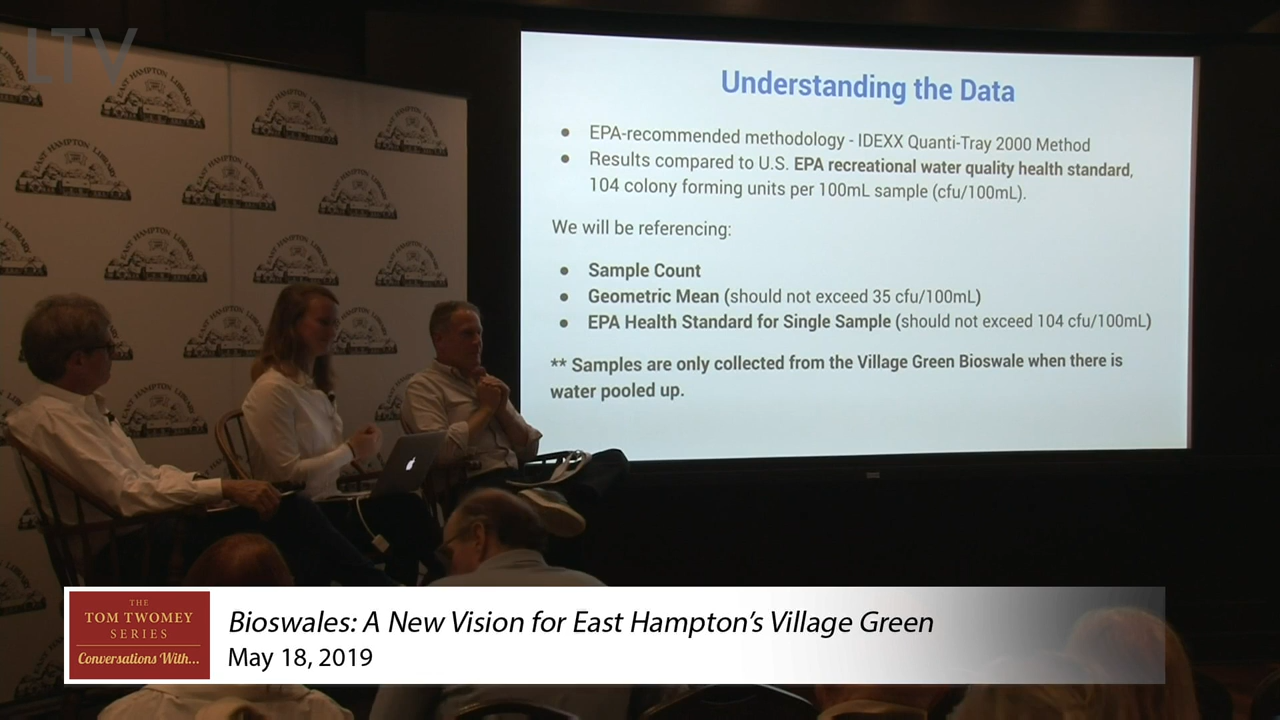 LTV
EAST HAMPTON LIBRARY
Understanding the Data
• EPA-recommended methodology - IDEXX Quanti-Tray 2000 Method
• Results compared to U.S. EPA recreational water quality health standard,
104 colony forming units per 100mL sample (cfu/100mL).
We will be referencing:
• Sample Count
• Geometric Mean (should not exceed 35 cfu/100mL)
• EPA Health Standard for Single Sample (should not exceed 104 cfu/100mL)
** Samples are only collected from the Village Green Bioswale when there is
water pooled up.
THE
TOM TWOMEY
SERIES
Conversations With...
Bioswales: A New Vision for East Hampton's Village Green
May 18, 2019